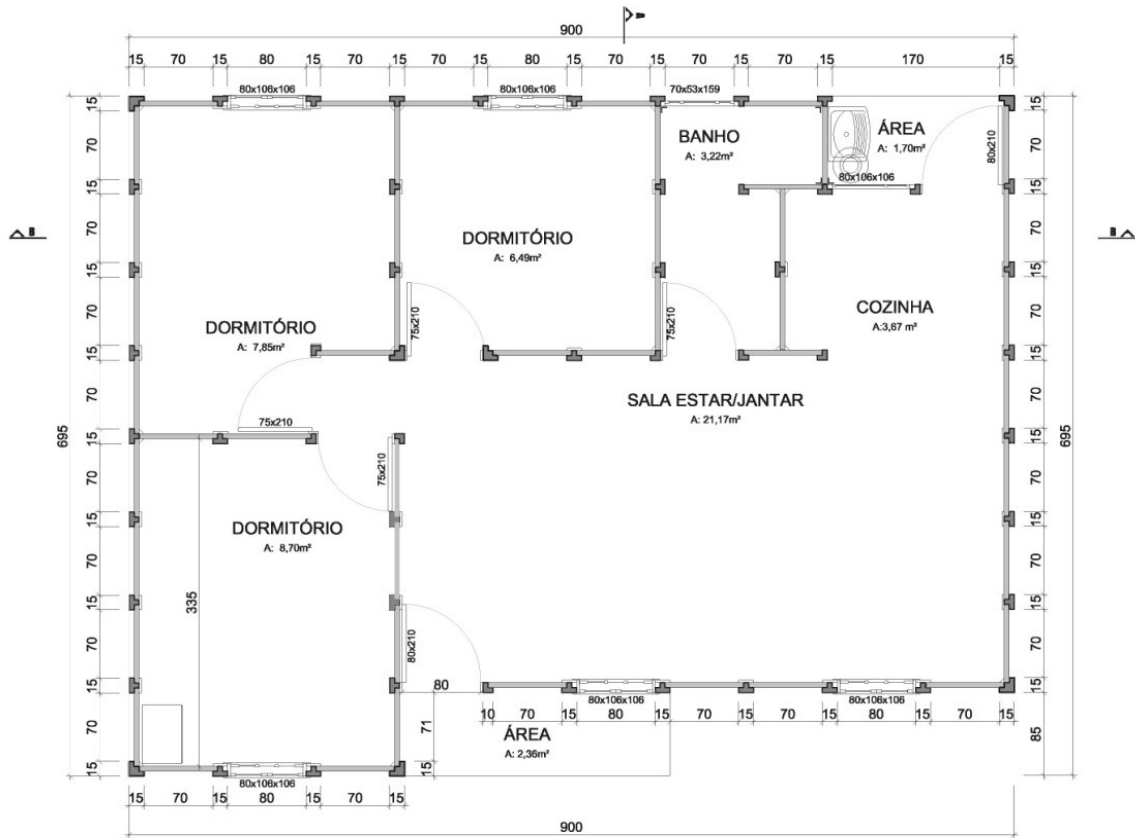 900
15 70 15 80 15 70 15 70 15 80 15 70 15 70 15 70 15 170 15
80x106x106
80x106x106
70x53x159
BANHO
A: 3,22m²
ÁREA
A: 1,70m²
80x106x106
80x210
15
70
15
70
15
70
15
70
15
70
15
70
15
70
15
70
15
695
B
B
DORMITÓRIO
A: 6,49m²
DORMITÓRIO
A: 7,85m²
75x210
75x210
COZINHA
A:3,67 m²
SALA ESTAR/JANTAR
A: 21,17m²
75x210
75x210
DORMITÓRIO
A: 8,70m²
335
80x210
80
71
15
80x106x106
80x106x106
10 70 15 80 15 70 15 70 15 80 15 70 15
ÁREA
A: 2,36m²
80x106x106
15 70 15 80 15 70 15
15
70
15
70
15
70
15
70
15
70
15
70
15
70
15
85
695
900